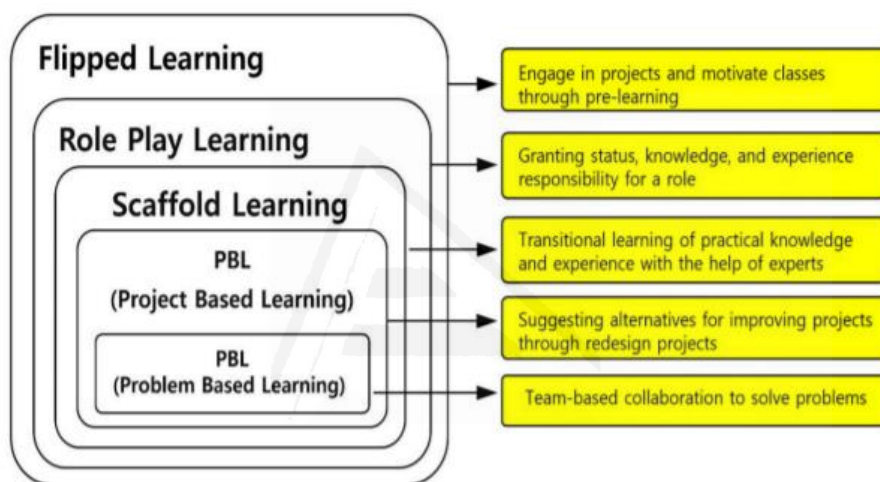 Flipped Learning
Role Play Learning
Scaffold Learning
PBL
(Project Based Learning)
PBL
(Problem Based Learning)
Engage in projects and motivate classes
through pre-learning
Granting status, knowledge, and experience
responsibility for a role
Transitional learning of practical knowledge
and experience with the help of experts
Suggesting alternatives for improving projects
through redesign projects
Team-based collaboration to solve problems